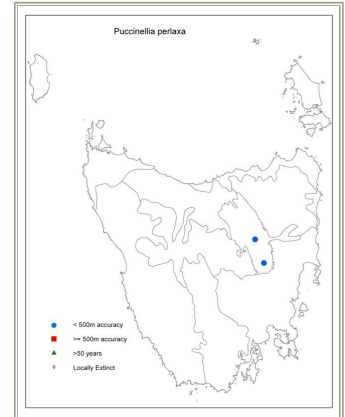 Puccinellia perlaxa
< 500m accuracy
>= 500m accuracy
>50 years
Locally Extinct